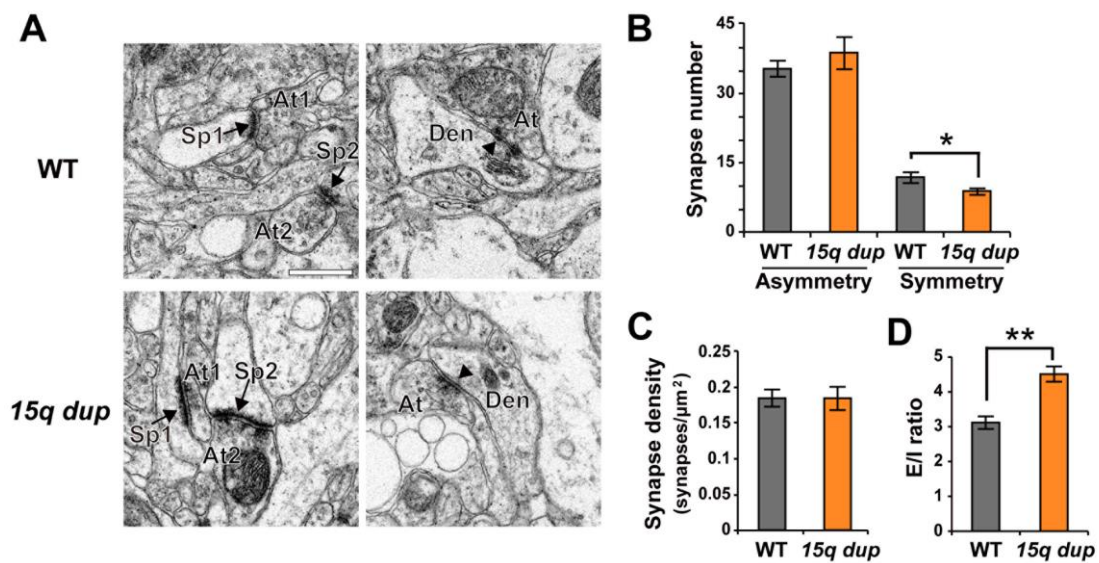 A
WT
At1
Sp1
Sp2
At2
Den
At
15q dup
At1
Sp2
Sp1
At2
At
Den
B
Synapse number
45
30
15
0
*
WT 15q dup WT 15q dup
Asymmetry Symmetry
C
Synapse density
(synapses/μm²)
0.25
0.2
0.15
0.1
0.05
0
WT 15q dup
D
E/I ratio
5
4
3
2
1
0
**
WT 15q dup